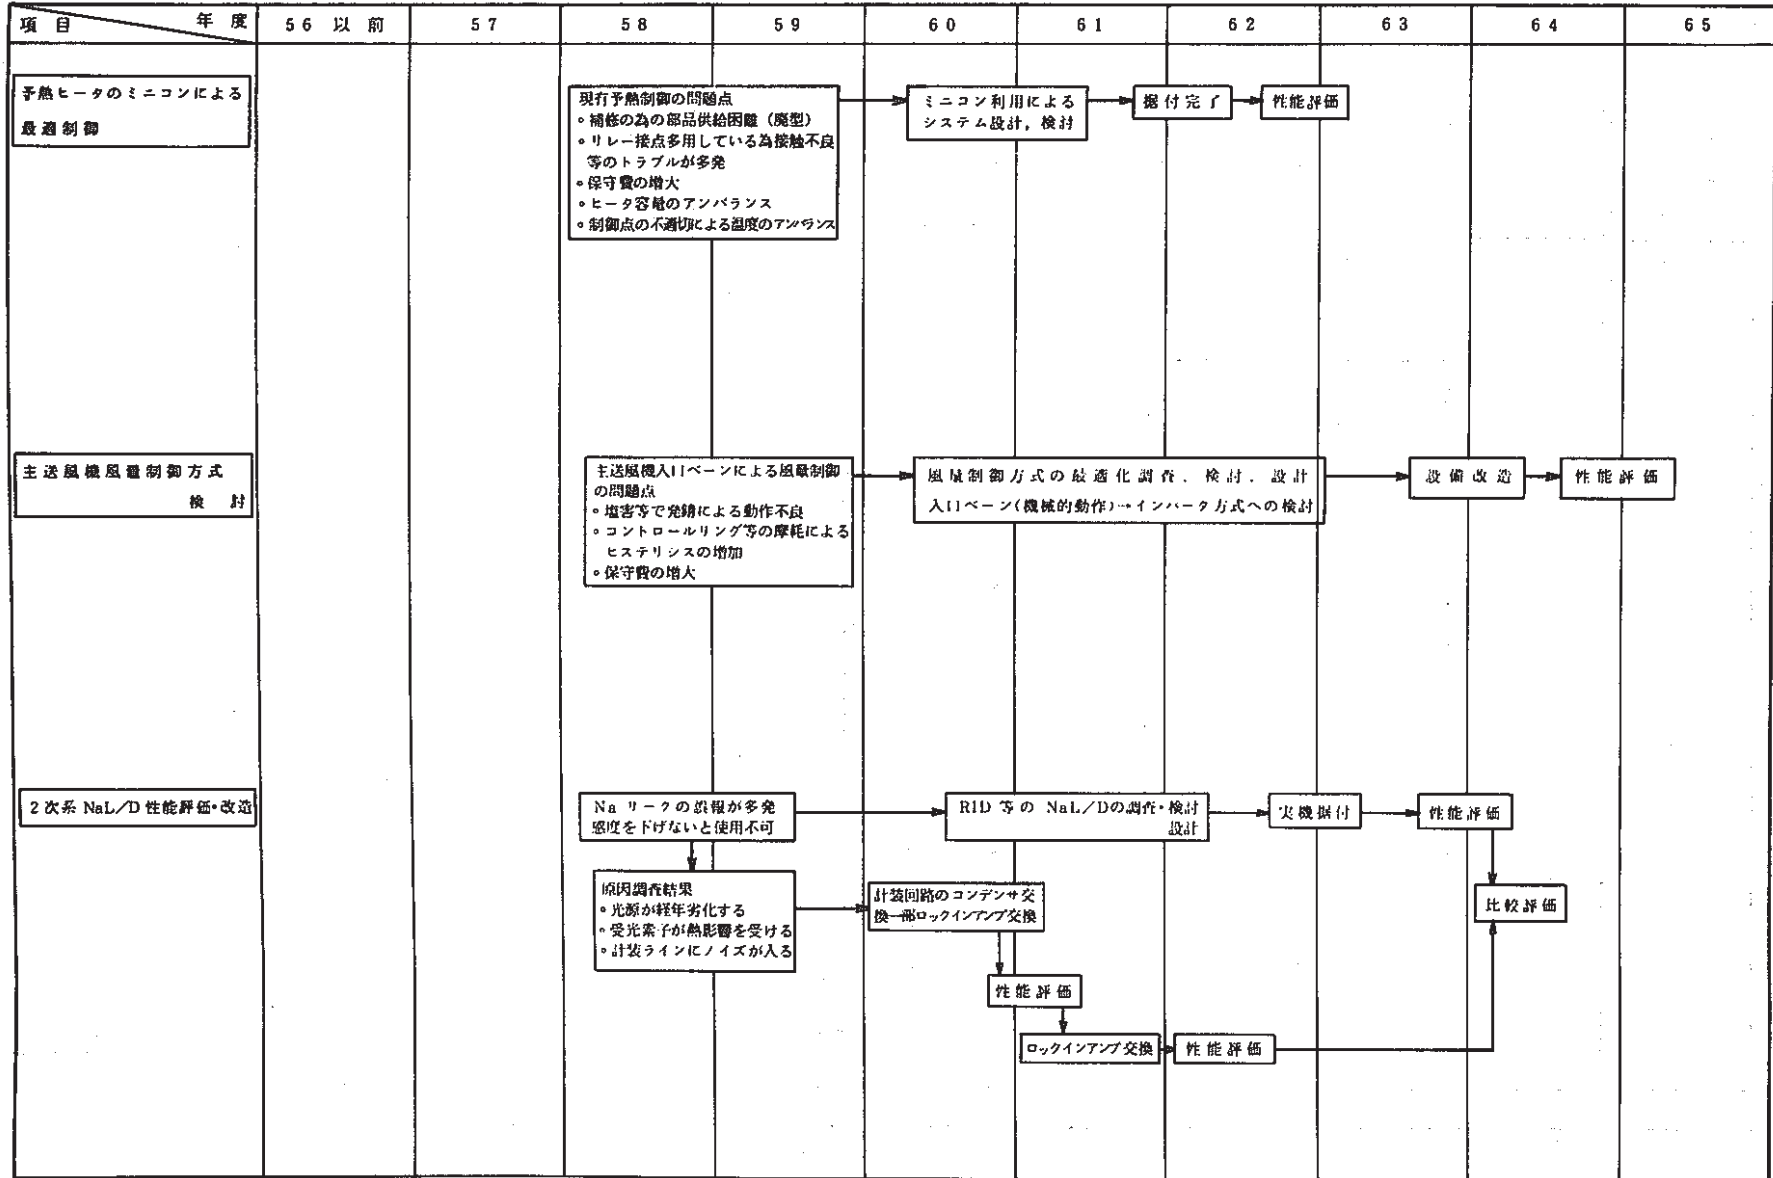 項目 年度
56以前
57
58
59
60
61
62
63
64
65
予熱ヒータのミニコンによる
最適制御
現有予熱制御の問題点
◦補修の為の部品供給困難(廃型)
◦リレー接点多用している為接触不良
等のトラブルが多発
◦保守費の増大
◦ヒータ容量のアンバランス
◦制御点の不適切による温度のアンバランス
ミニコン利用による
システム設計,検討
据付完了
性能評価
主送風機風量制御方式
検討
主送風機入口ベーンによる風量制御
の問題点
◦塩害等で発錆による動作不良
◦コントロールリング等の摩耗による
ヒステリシスの増加
◦保守費の増大
風量制御方式の最適化調査,検討,設計
入口ベーン(機械的動作)→インバータ方式への検討
設備改造
性能評価
2次系NaL/D性能評価・改造
Naリークの誤報が多発
感度を下げないと使用不可
RID等のNaL/Dの調査・検討
設計
実機据付
性能評価
原因調査結果
◦光源が経年劣化する
◦受光素子が熱影響を受ける
◦計装ラインにノイズが入る
計装回路のコンデンサ交
換一部ロックインアンプ交換
比較評価
性能評価
ロックインアンプ交換
性能評価